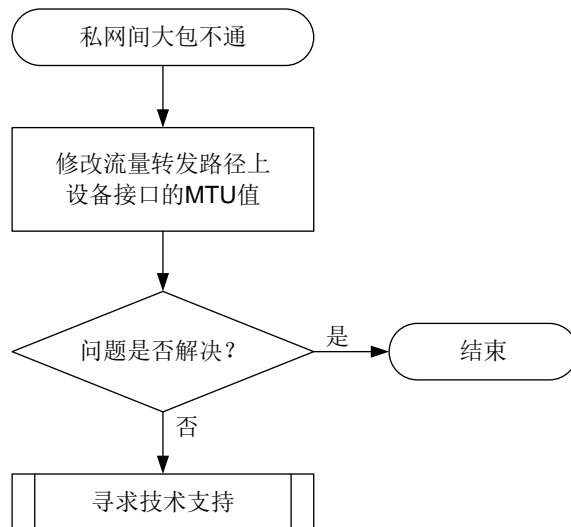 私网间大包不通
修改流量转发路径上
设备接口的MTU值
问题是否解决？
是
结束
否
寻求技术支持